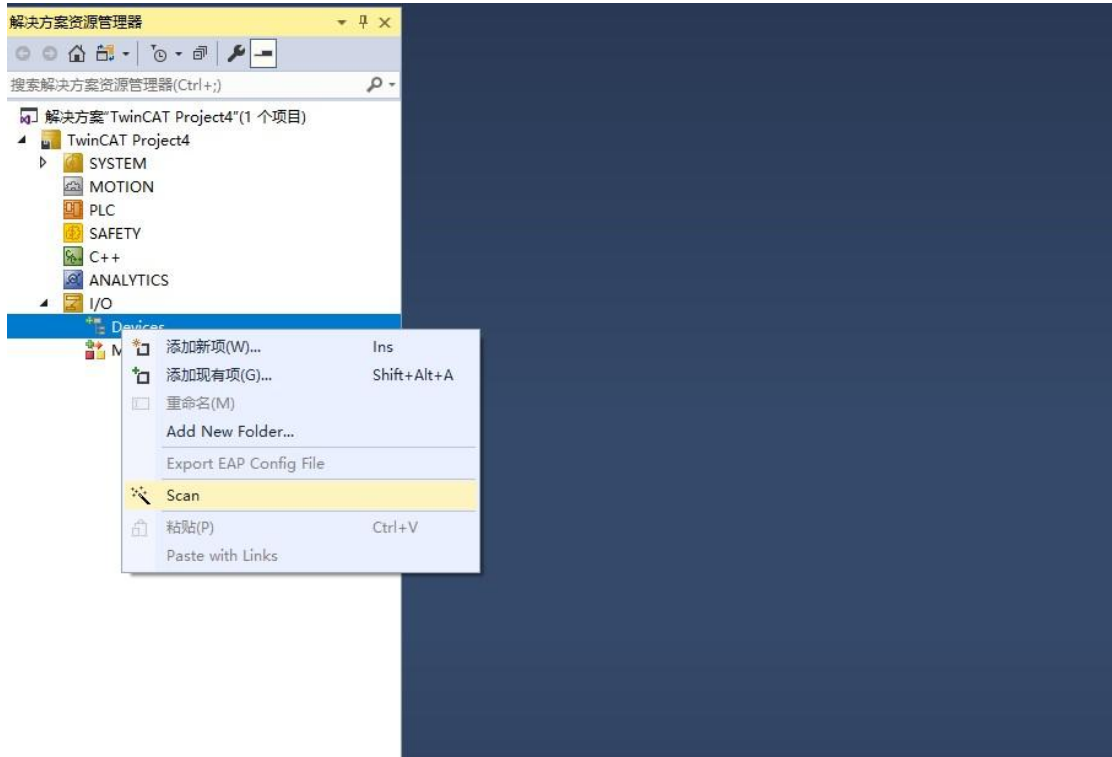 解决方案资源管理器
搜索解决方案资源管理器(Ctrl+;)
解决方案"TwinCAT Project4"(1 个项目)
TwinCAT Project4
SYSTEM
MOTION
PLC
SAFETY
C++
ANALYTICS
I/O
Devices
M
添加新项(W)... Ins
添加现有项(G)... Shift+Alt+A
重命名(M)
Add New Folder...
Export EAP Config File
Scan
粘贴(P) Ctrl+V
Paste with Links